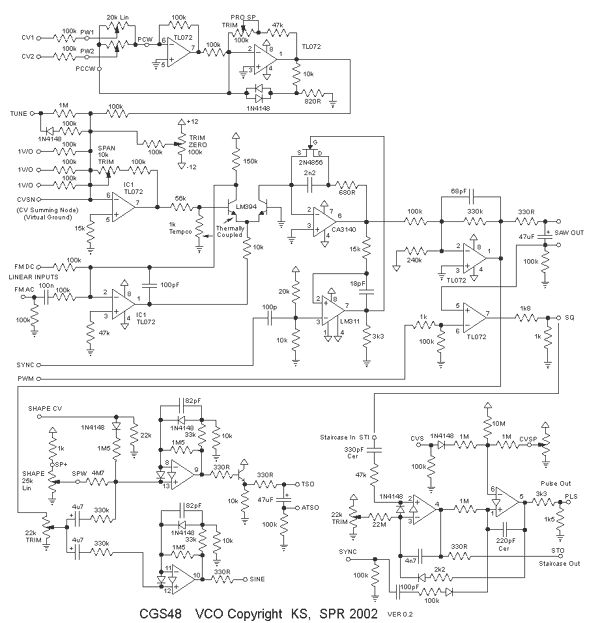 20k Lin
100k
PRO SP
47k
CV1
100k
PW1
PCW
TL072
TRIM
100k
TL072
CV2
100k
PW2
100k
PCCW
10k
1N4148
820R
TUNE
1M
100k
+12
1N4148
100k
TRIM
ZERO
100k
-12
G
S
D
2N4856
1V/O
100k
SPAN
10k
TRIM
100k
150k
2n2
1V/O
100k
680R
68pF
1V/O
100k
IC1
TL072
LM394
CVSN
56k
100k
330k
330R
(CV Summing Node)
(Virtual Ground)
15k
1k
Tempco
Thermally
Coupled
CA3140
47uF
SAW OUT
15k
240k
10k
TL072
FM DC
100k
LINEAR INPUTS
100pF
20k
18pF
FM AC
100n
100k
100k
47k
IC1
TL072
100p
LM311
10k
3k3
1k
TL072
1k8
SQ
100k
1k
SYNC
PWM
82pF
SHAPE CV
1N4148
1N4148
1M5
22k
1M5
33k
10k
1k
SP+
SHAPE
25k
Lin
SPW
4M7
330R
330R
TSO
10k
47uF
ATSO
100k
4u7
330k
22k
TRIM
4u7
330k
82pF
1N4148
33k
1M5
10k
330R
SINE
Staircase In STI
330pF
Cer
47k
CVS
1N4148
1M
10M
1M
CVSP
100k
1N4148
1M
Pulse Out
3k3
PLS
22k
TRIM
22M
1k5
220pF
Cer
4n7
330R
STO
Staircase Out
SYNC
2k2
100k
100pF
100k
CGS48 VCO Copyright KS, SPR 2002 VER 0.2